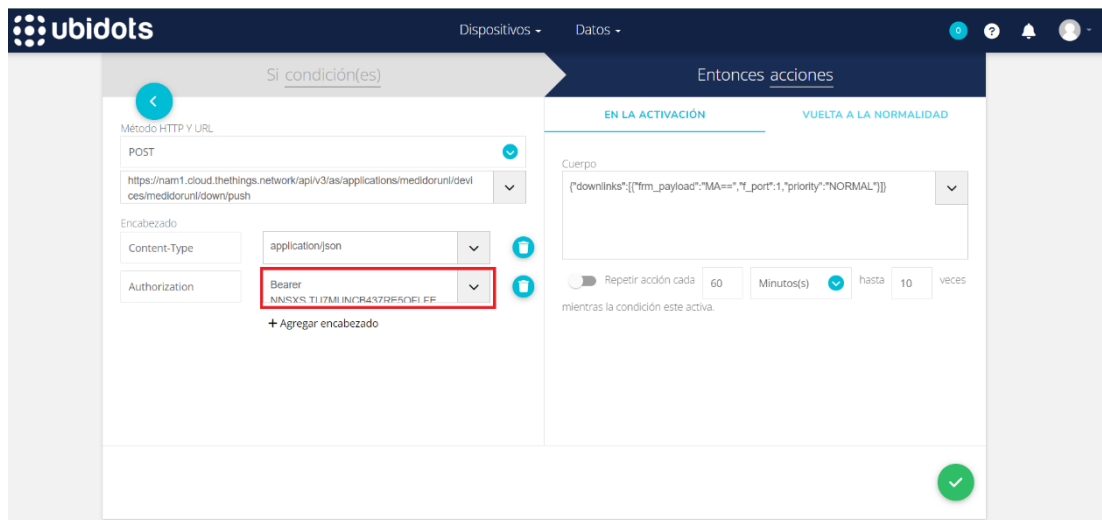 ubidots
Dispositivos
Datos
0
?
Si condición(es)
Entonces acciones
Método HTTP Y URL
POST
https://nam1.cloud.thethings.network/api/v3/as/applications/medidorunl/devi
ces/medidorunl/down/push
Encabezado
Content-Type
application/json
Authorization
Bearer
+ Agregar encabezado
EN LA ACTIVACIÓN
VUELTA A LA NORMALIDAD
Cuerpo
{"downlinks":[{"frm_payload":"MA==","f_port":1,"priority":"NORMAL"}]}
Repetir acción cada
60
Minutos(s)
hasta
10
veces
mientras la condición este activa.